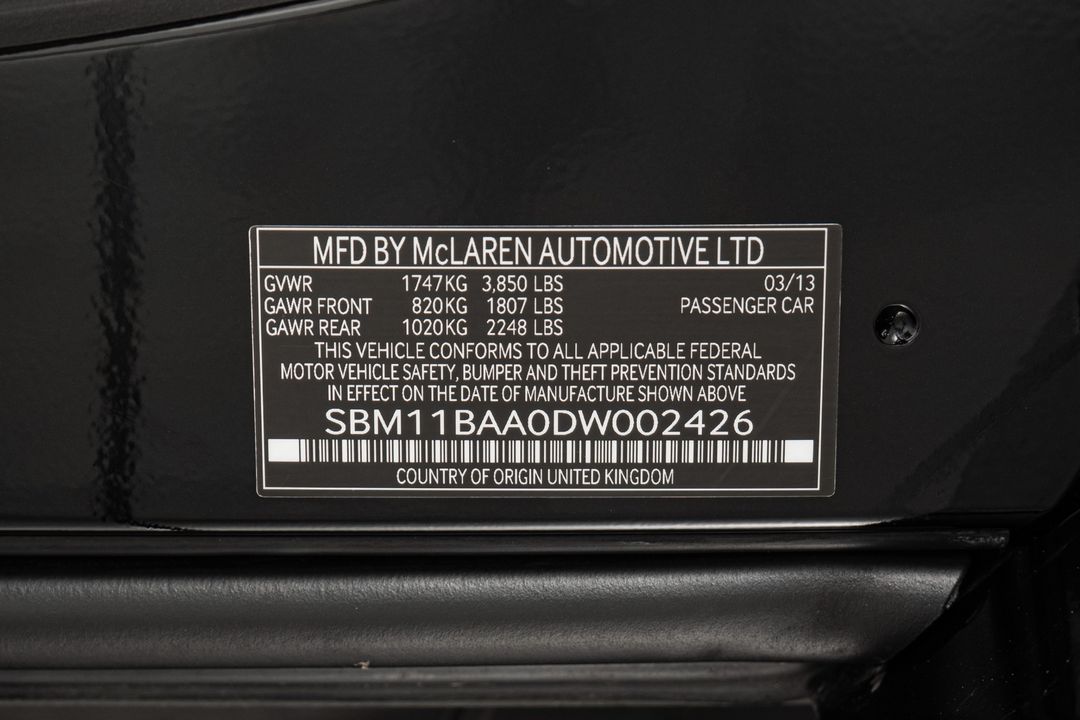 MFD BY McLAREN AUTOMOTIVE LTD
GVWR 1747KG 3,850 LBS 03/13
GAWR FRONT 820KG 1807 LBS PASSENGER CAR
GAWR REAR 1020KG 2248 LBS
THIS VEHICLE CONFORMS TO ALL APPLICABLE FEDERAL
MOTOR VEHICLE SAFETY, BUMPER AND THEFT PREVENTION STANDARDS
IN EFFECT ON THE DATE OF MANUFACTURE SHOWN ABOVE
SBM11BAA0DW002426
COUNTRY OF ORIGIN UNITED KINGDOM